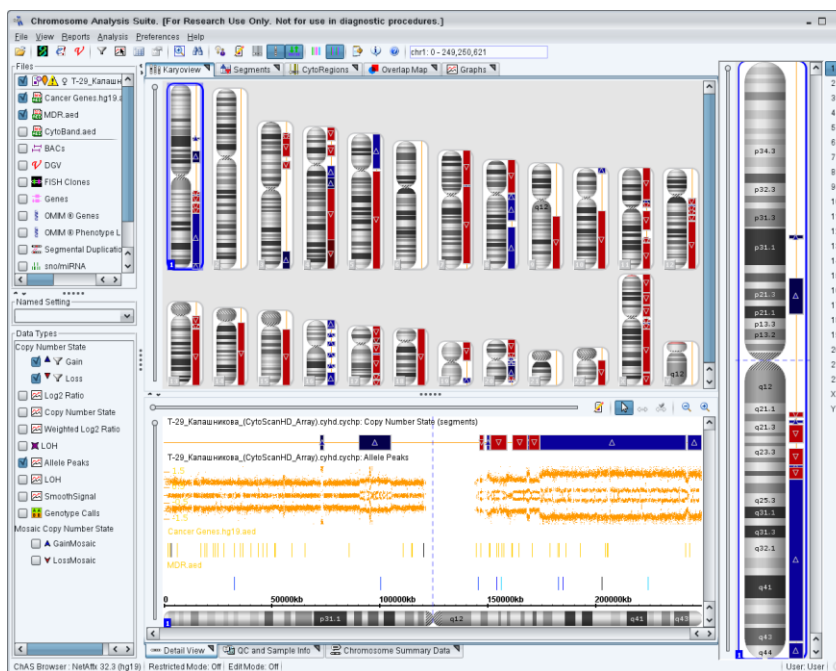 Chromosome Analysis Suite. [For Research Use Only. Not for use in diagnostic procedures.]
File View Reports Analysis Preferences Help
chr1: 0 - 249,250,621
Files
Karyoview
Segments
CytoRegions
Overlap Map
Graphs
T-29_Капашн
Cancer Genes.hg19.a
MDR.aed
CytoBand.aed
BACs
DGV
FISH Clones
Genes
OMIM ® Genes
OMIM ® Phenotype L
Segmental Duplicatio
sno/miRNA
Named Setting
Data Types
Copy Number State
Gain
Loss
Log2 Ratio
Copy Number State
Weighted Log2 Ratio
LOH
Allele Peaks
LOH
SmoothSignal
Genotype Calls
Mosaic Copy Number State
GainMosaic
LossMosaic
q12
q12
1
T-29_Капашникова_(CytoScanHD_Array).cyhd.cychp: Copy Number State (segments)
T-29_Капашникова_(CytoScanHD_Array).cyhd.cychp: Allele Peaks
Cancer Genes.hg19.aed
MDR.aed
0 50000kb 100000kb 150000kb 200000kb
p31.1 q12 q41 q43
1
Detail View
QC and Sample Info
Chromosome Summary Data
p34.3
p32.3
p31.3
p31.1
p21.3
p21.1
p13.3
p13.2
q12
q21.1
q21.3
q23.3
q25.3
q31.1
q31.3
q32.1
q41
q43
q44
1
X
Y
ChAS Browser : NetAffx 32.3 (hg19) Restricted Mode: Off EditMode: Off User: User